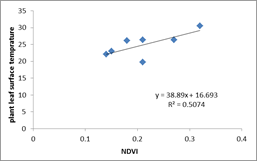 35
30
25
20
15
10
5
0
plant leaf surface temprature
y = 38.89x + 16.693
R² = 0.5074
0 0.1 0.2 0.3 0.4
NDVI